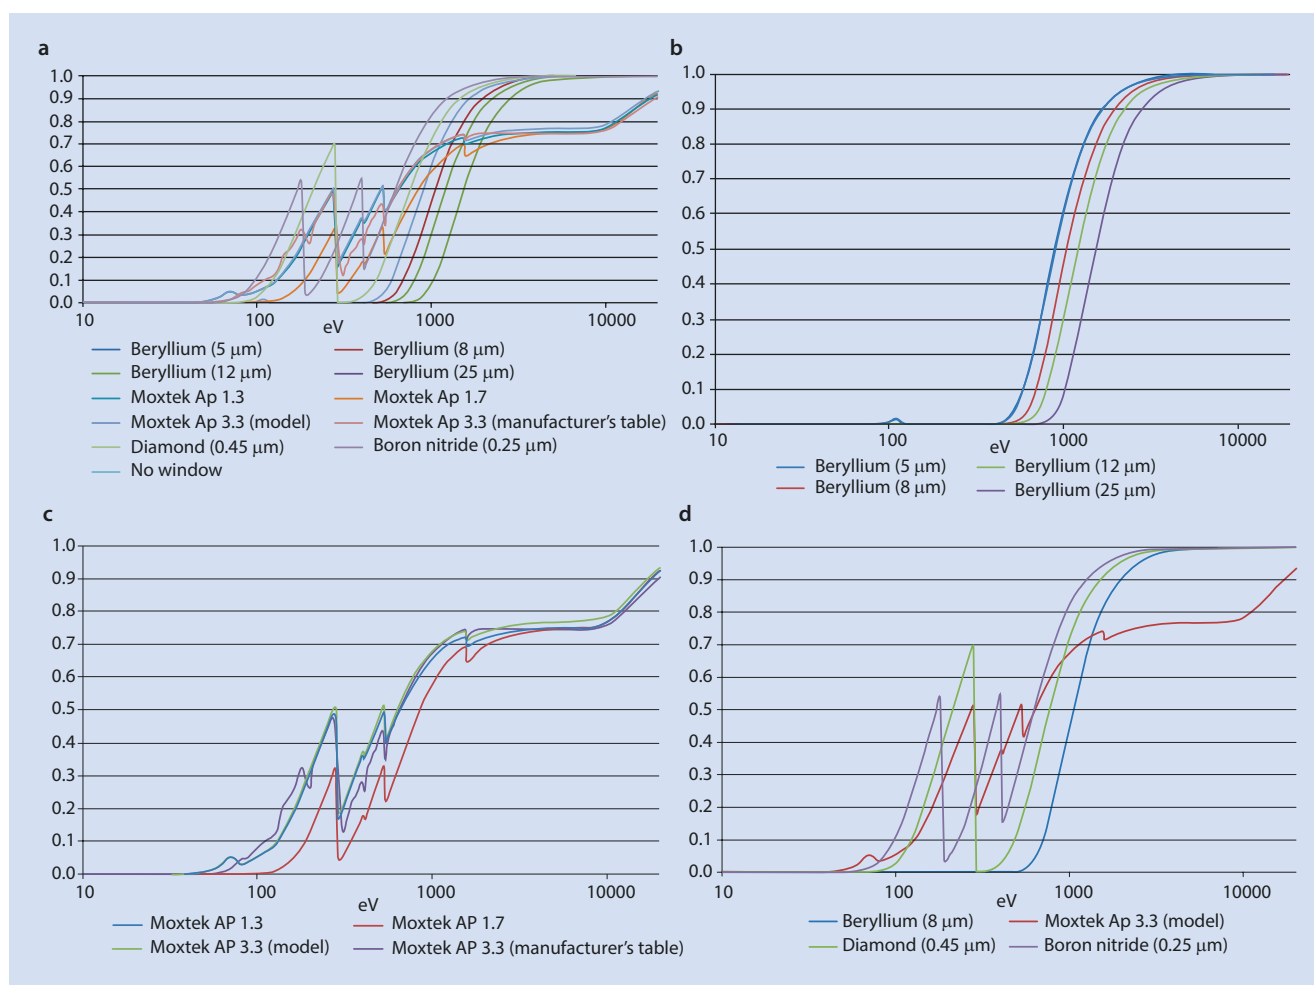 a
1.0
0.9
0.8
0.7
0.6
0.5
0.4
0.3
0.2
0.1
0.0
10 100 1000 10000
eV
Beryllium (5 μm) Beryllium (8 μm)
Beryllium (12 μm) Beryllium (25 μm)
Moxtek Ap 1.3 Moxtek Ap 1.7
Moxtek Ap 3.3 (model) Moxtek Ap 3.3 (manufacturer's table)
Diamond (0.45 μm) Boron nitride (0.25 μm)
No window
b
1.0
0.9
0.8
0.7
0.6
0.5
0.4
0.3
0.2
0.1
0.0
10 100 1000 10000
eV
Beryllium (5 μm) Beryllium (12 μm)
Beryllium (8 μm) Beryllium (25 μm)
c
1.0
0.9
0.8
0.7
0.6
0.5
0.4
0.3
0.2
0.1
0.0
10 100 1000 10000
eV
Moxtek AP 1.3 Moxtek AP 1.7
Moxtek AP 3.3 (model) Moxtek AP 3.3 (manufacturer's table)
d
1.0
0.9
0.8
0.7
0.6
0.5
0.4
0.3
0.2
0.1
0.0
10 100 1000 10000
eV
Beryllium (8 μm) Moxtek Ap 3.3 (model)
Diamond (0.45 μm) Boron nitride (0.25 μm)